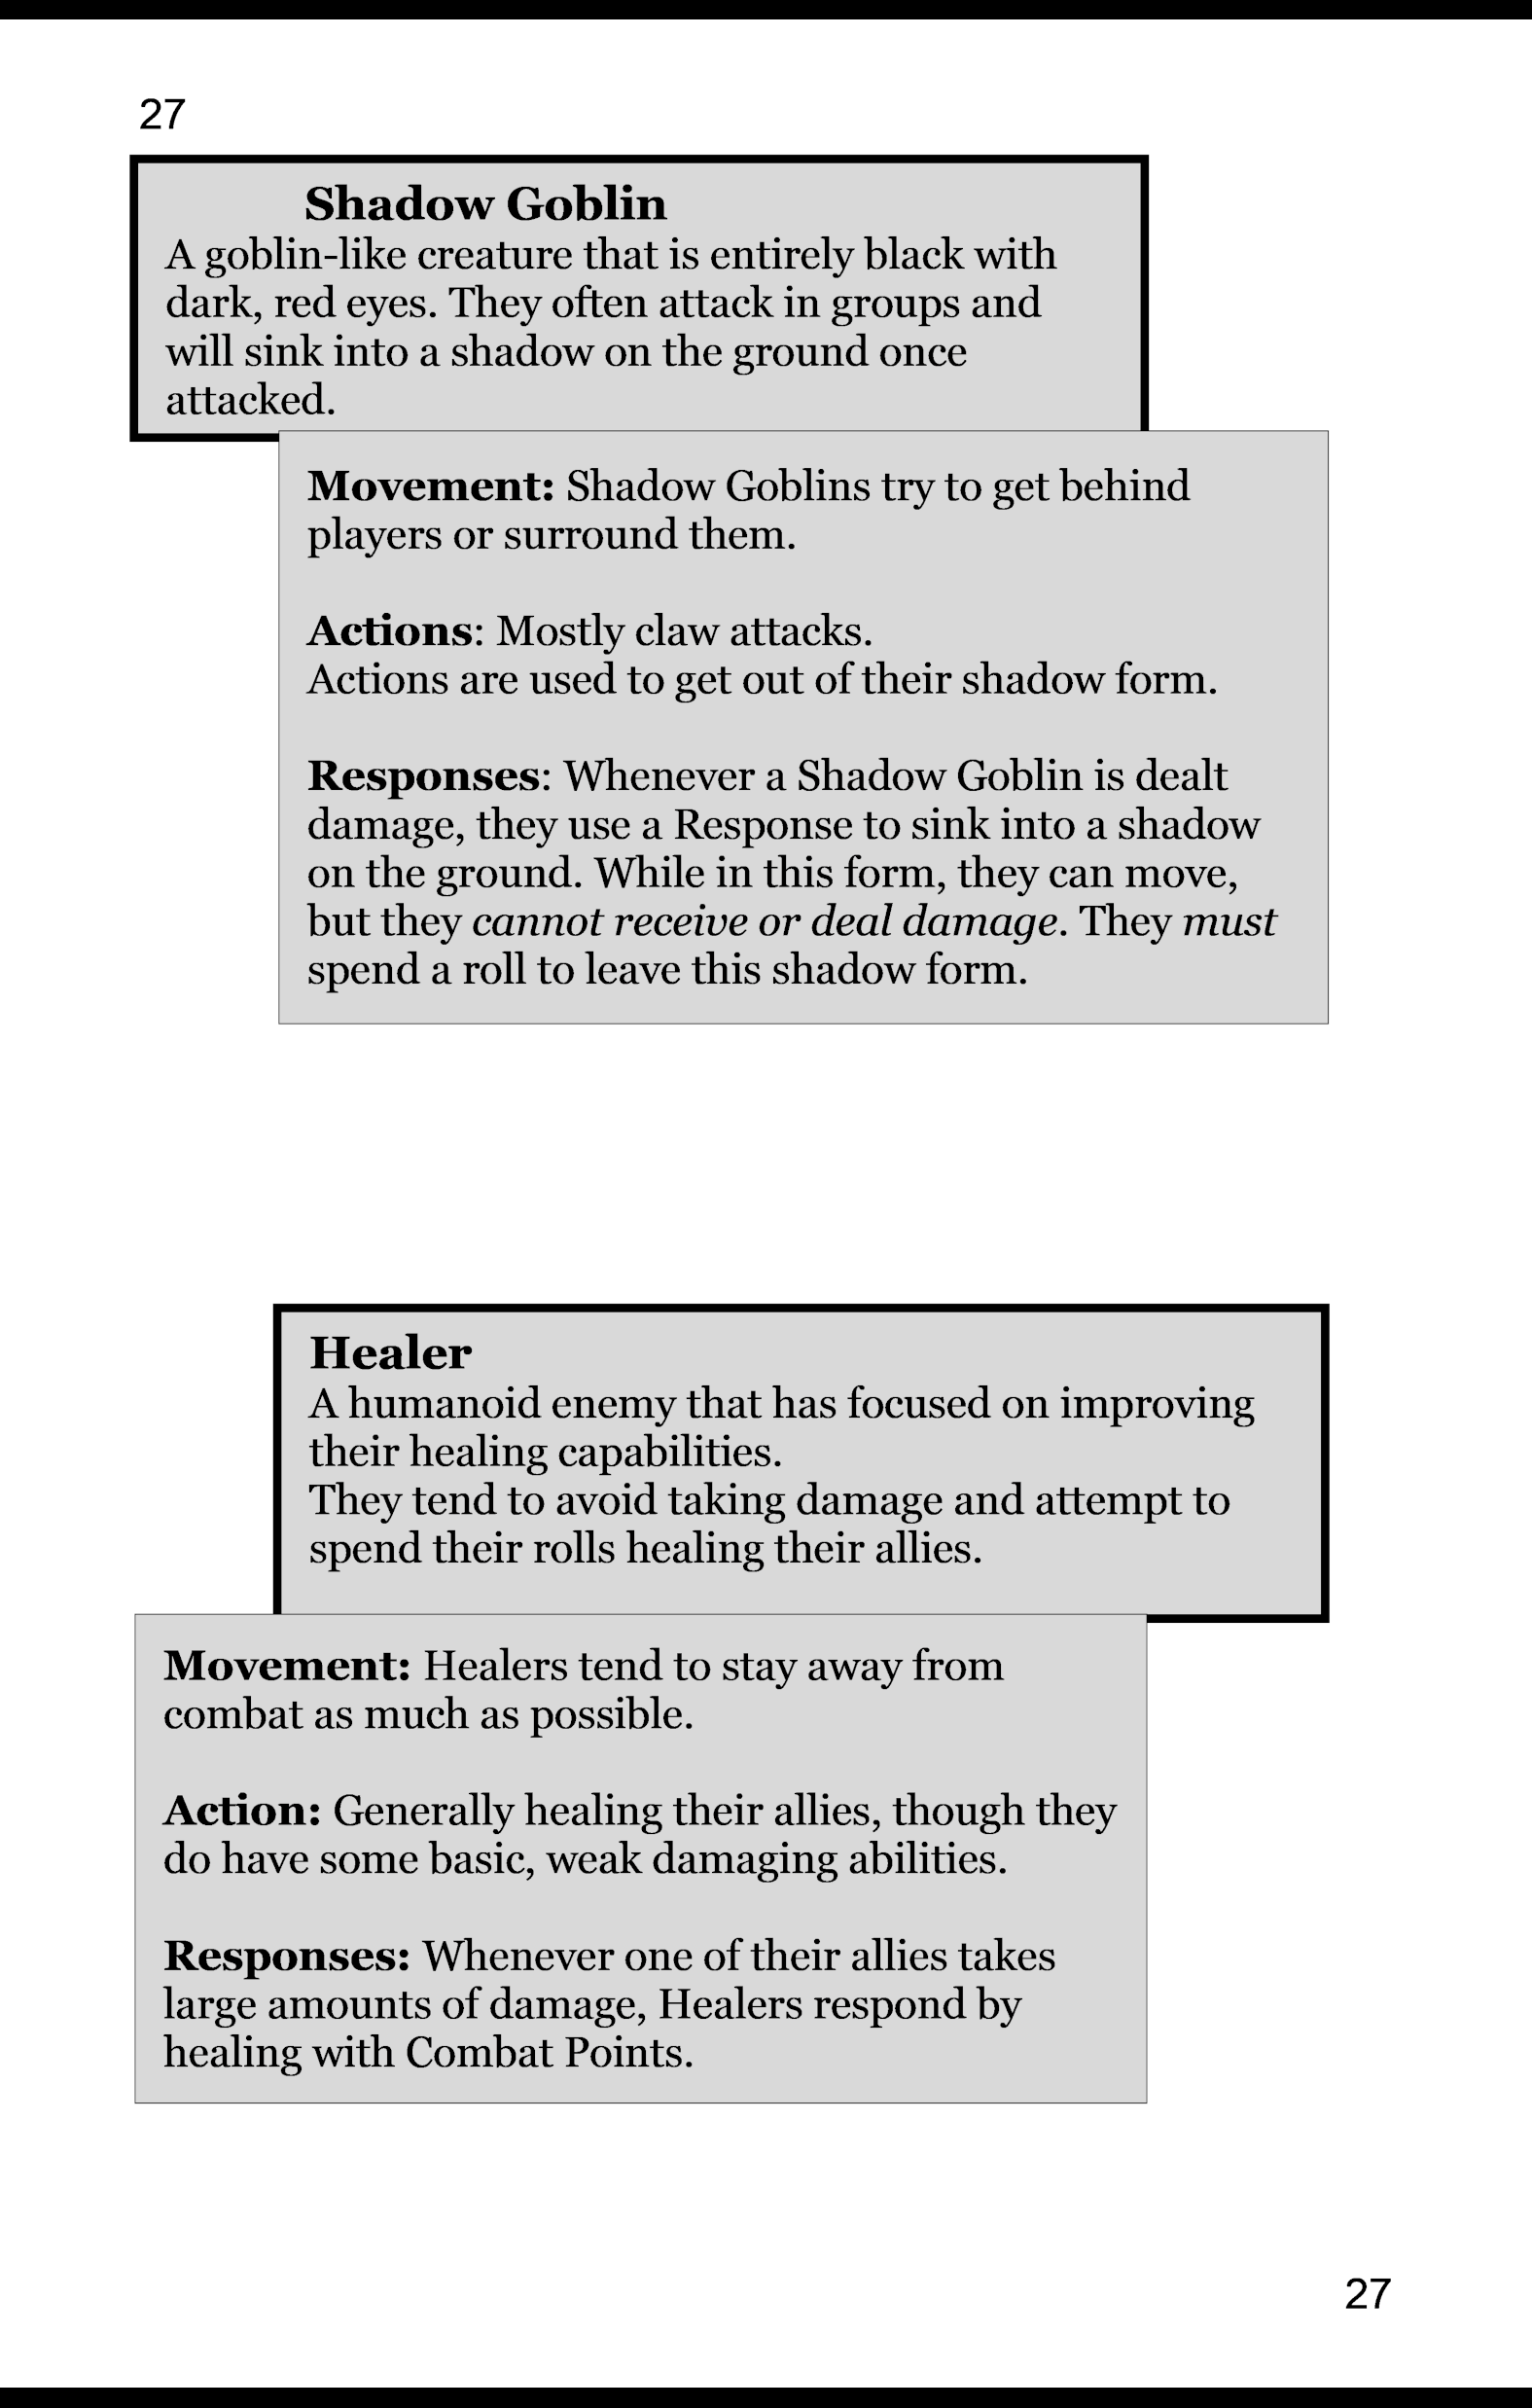 27
Shadow Goblin
A goblin-like creature that is entirely black with
dark, red eyes. They often attack in groups and
will sink into a shadow on the ground once
attacked.
Movement: Shadow Goblins try to get behind
players or surround them.
Actions: Mostly claw attacks.
Actions are used to get out of their shadow form.
Responses: Whenever a Shadow Goblin is dealt
damage, they use a Response to sink into a shadow
on the ground. While in this form, they can move,
but they cannot receive or deal damage. They must
spend a roll to leave this shadow form.
Healer
A humanoid enemy that has focused on improving
their healing capabilities.
They tend to avoid taking damage and attempt to
spend their rolls healing their allies.
Movement: Healers tend to stay away from
combat as much as possible.
Action: Generally healing their allies, though they
do have some basic, weak damaging abilities.
Responses: Whenever one of their allies takes
large amounts of damage, Healers respond by
healing with Combat Points.
27